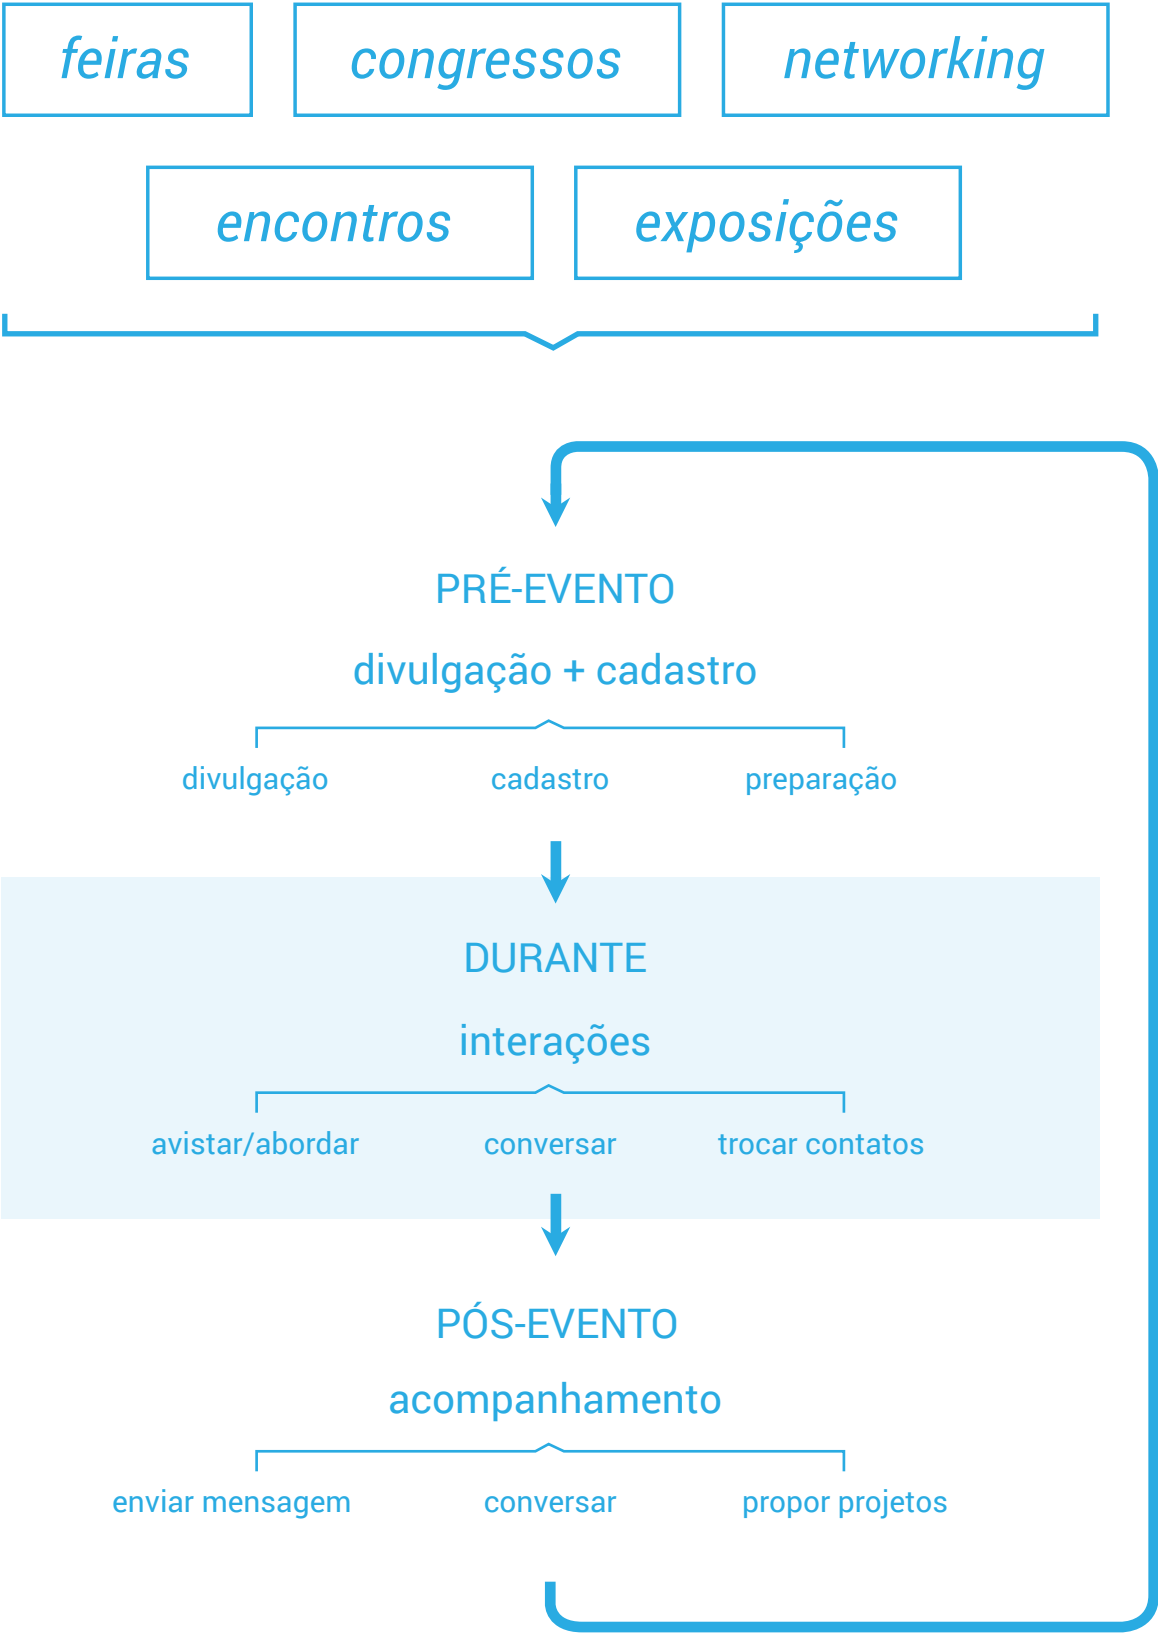 feiras congressos networking
encontros exposições
PRÉ-EVENTO
divulgação + cadastro
divulgação cadastro preparação
DURANTE
interações
avistar/abordar conversar trocar contatos
PÓS-EVENTO
acompanhamento
enviar mensagem conversar propor projetos